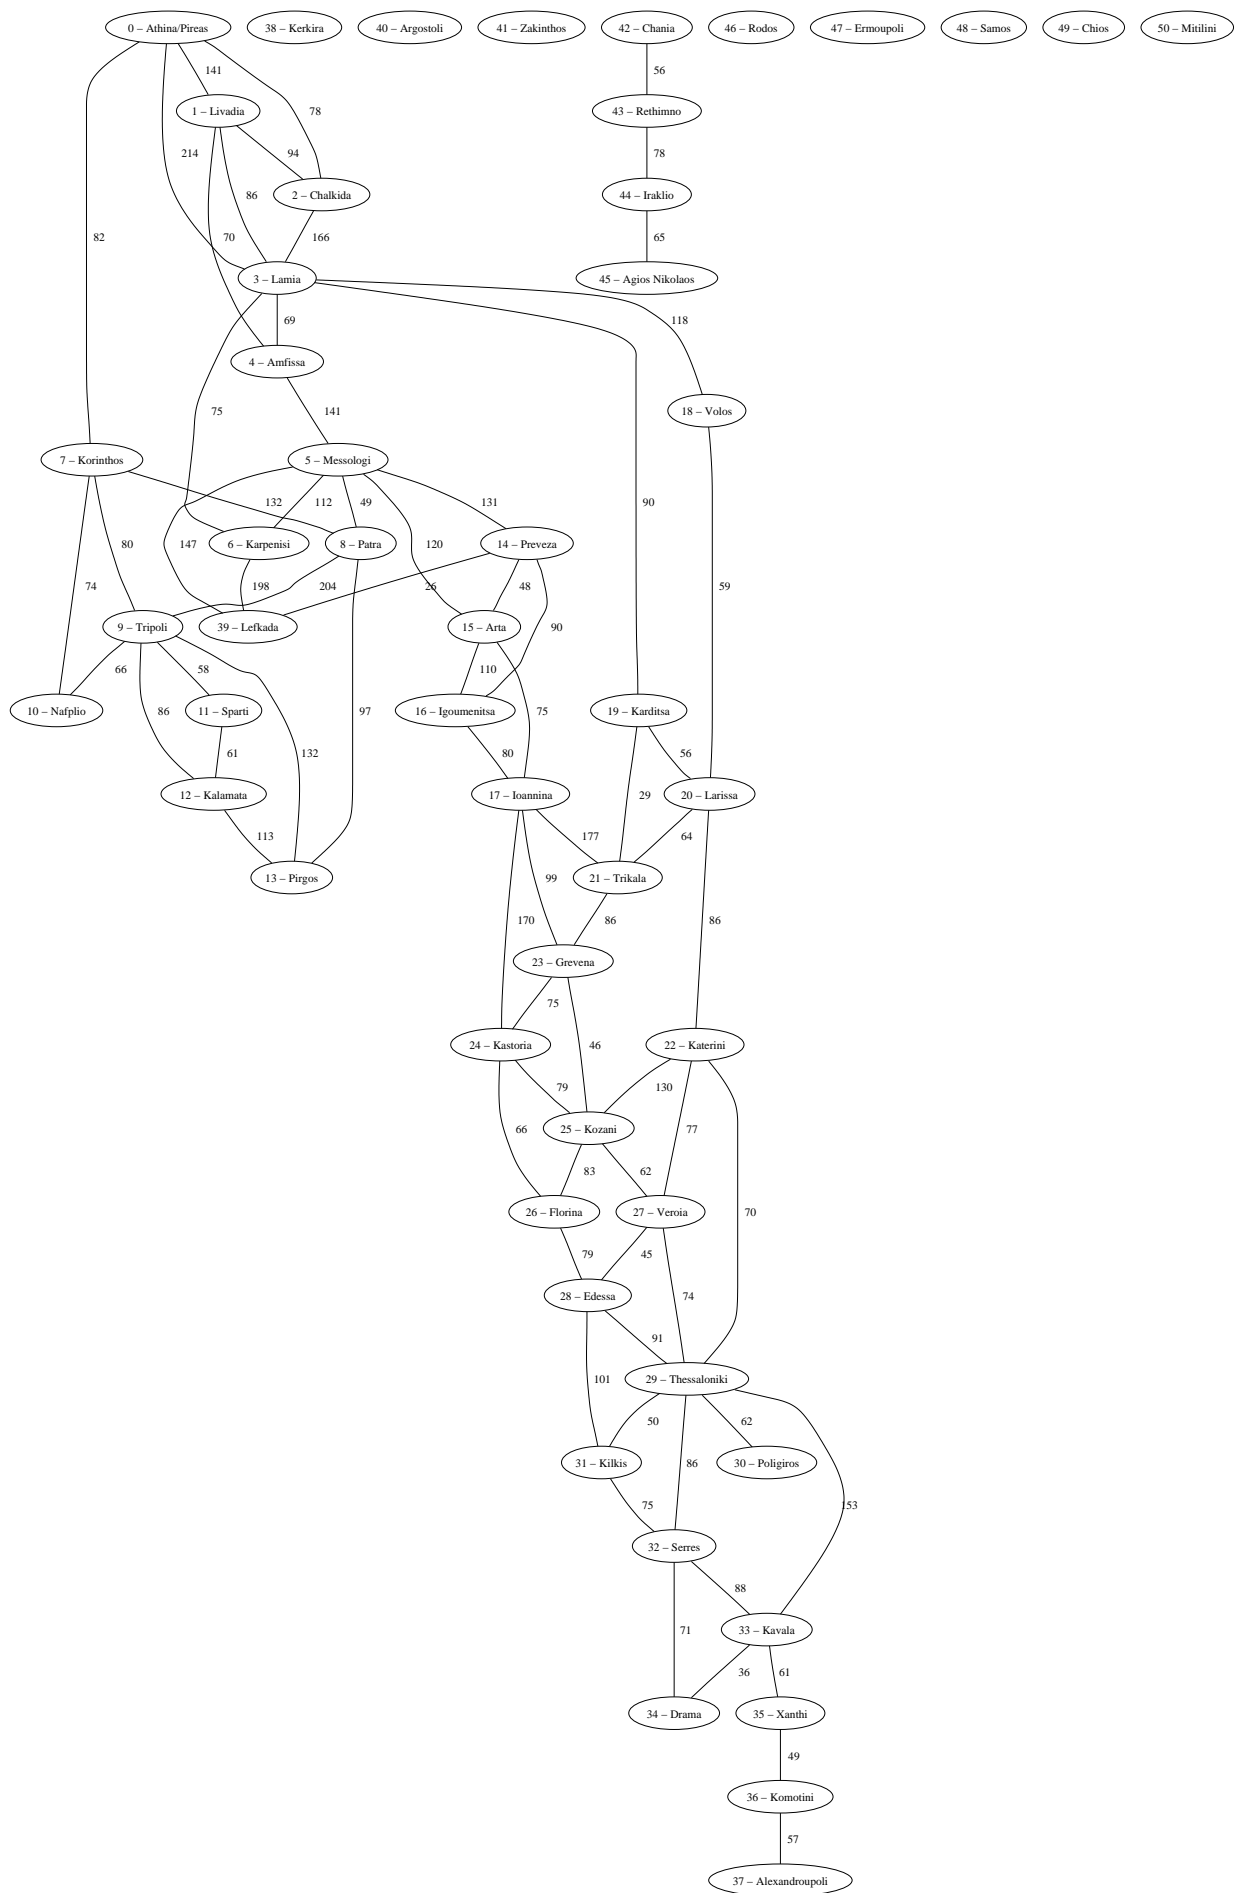 0 – Athina/Pireas
38 – Kerkira
40 – Argostoli
41 – Zakinthos
42 – Chania
46 – Rodos
47 – Ermoupoli
48 – Samos
49 – Chios
50 – Mitilini
141
56
1 – Livadia
43 – Rethimno
78
214
94
78
86
2 – Chalkida
44 – Iraklio
82
70
166
65
3 – Lamia
45 – Agios Nikolaos
69
118
4 – Amfissa
75
141
18 – Volos
7 – Korinthos
5 – Messologi
132
112
49
131
90
80
147
6 – Karpenisi
8 – Patra
120
14 – Preveza
74
198
204
26
48
59
9 – Tripoli
39 – Lefkada
15 – Arta
90
66
58
110
10 – Nafplio
86
11 – Sparti
97
16 – Igoumenitsa
75
19 – Karditsa
61
132
80
56
12 – Kalamata
17 – Ioannina
29
20 – Larissa
113
177
64
13 – Pirgos
99
21 – Trikala
170
86
86
23 – Grevena
75
46
24 – Kastoria
22 – Katerini
79
130
66
25 – Kozani
77
83
62
70
26 – Florina
27 – Veroia
79
45
28 – Edessa
74
91
101
29 – Thessaloniki
50
62
31 – Kilkis
86
30 – Poligiros
75
153
32 – Serres
88
71
33 – Kavala
36
61
34 – Drama
35 – Xanthi
49
36 – Komotini
57
37 – Alexandroupoli